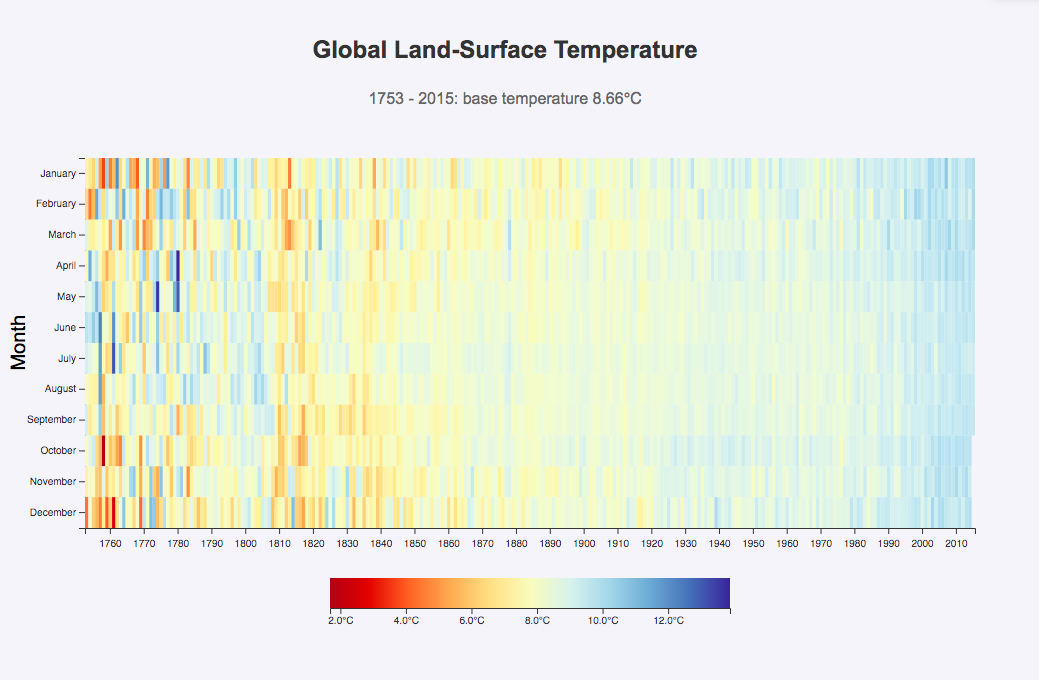 Global Land-Surface Temperature
1753 - 2015: base temperature 8.66°C
Month
January
February
March
April
May
June
July
August
September
October
November
December
1760 1770 1780 1790 1800 1810 1820 1830 1840 1850 1860 1870 1880 1890 1900 1910 1920 1930 1940 1950 1960 1970 1980 1990 2000 2010
2.0°C 4.0°C 6.0°C 8.0°C 10.0°C 12.0°C